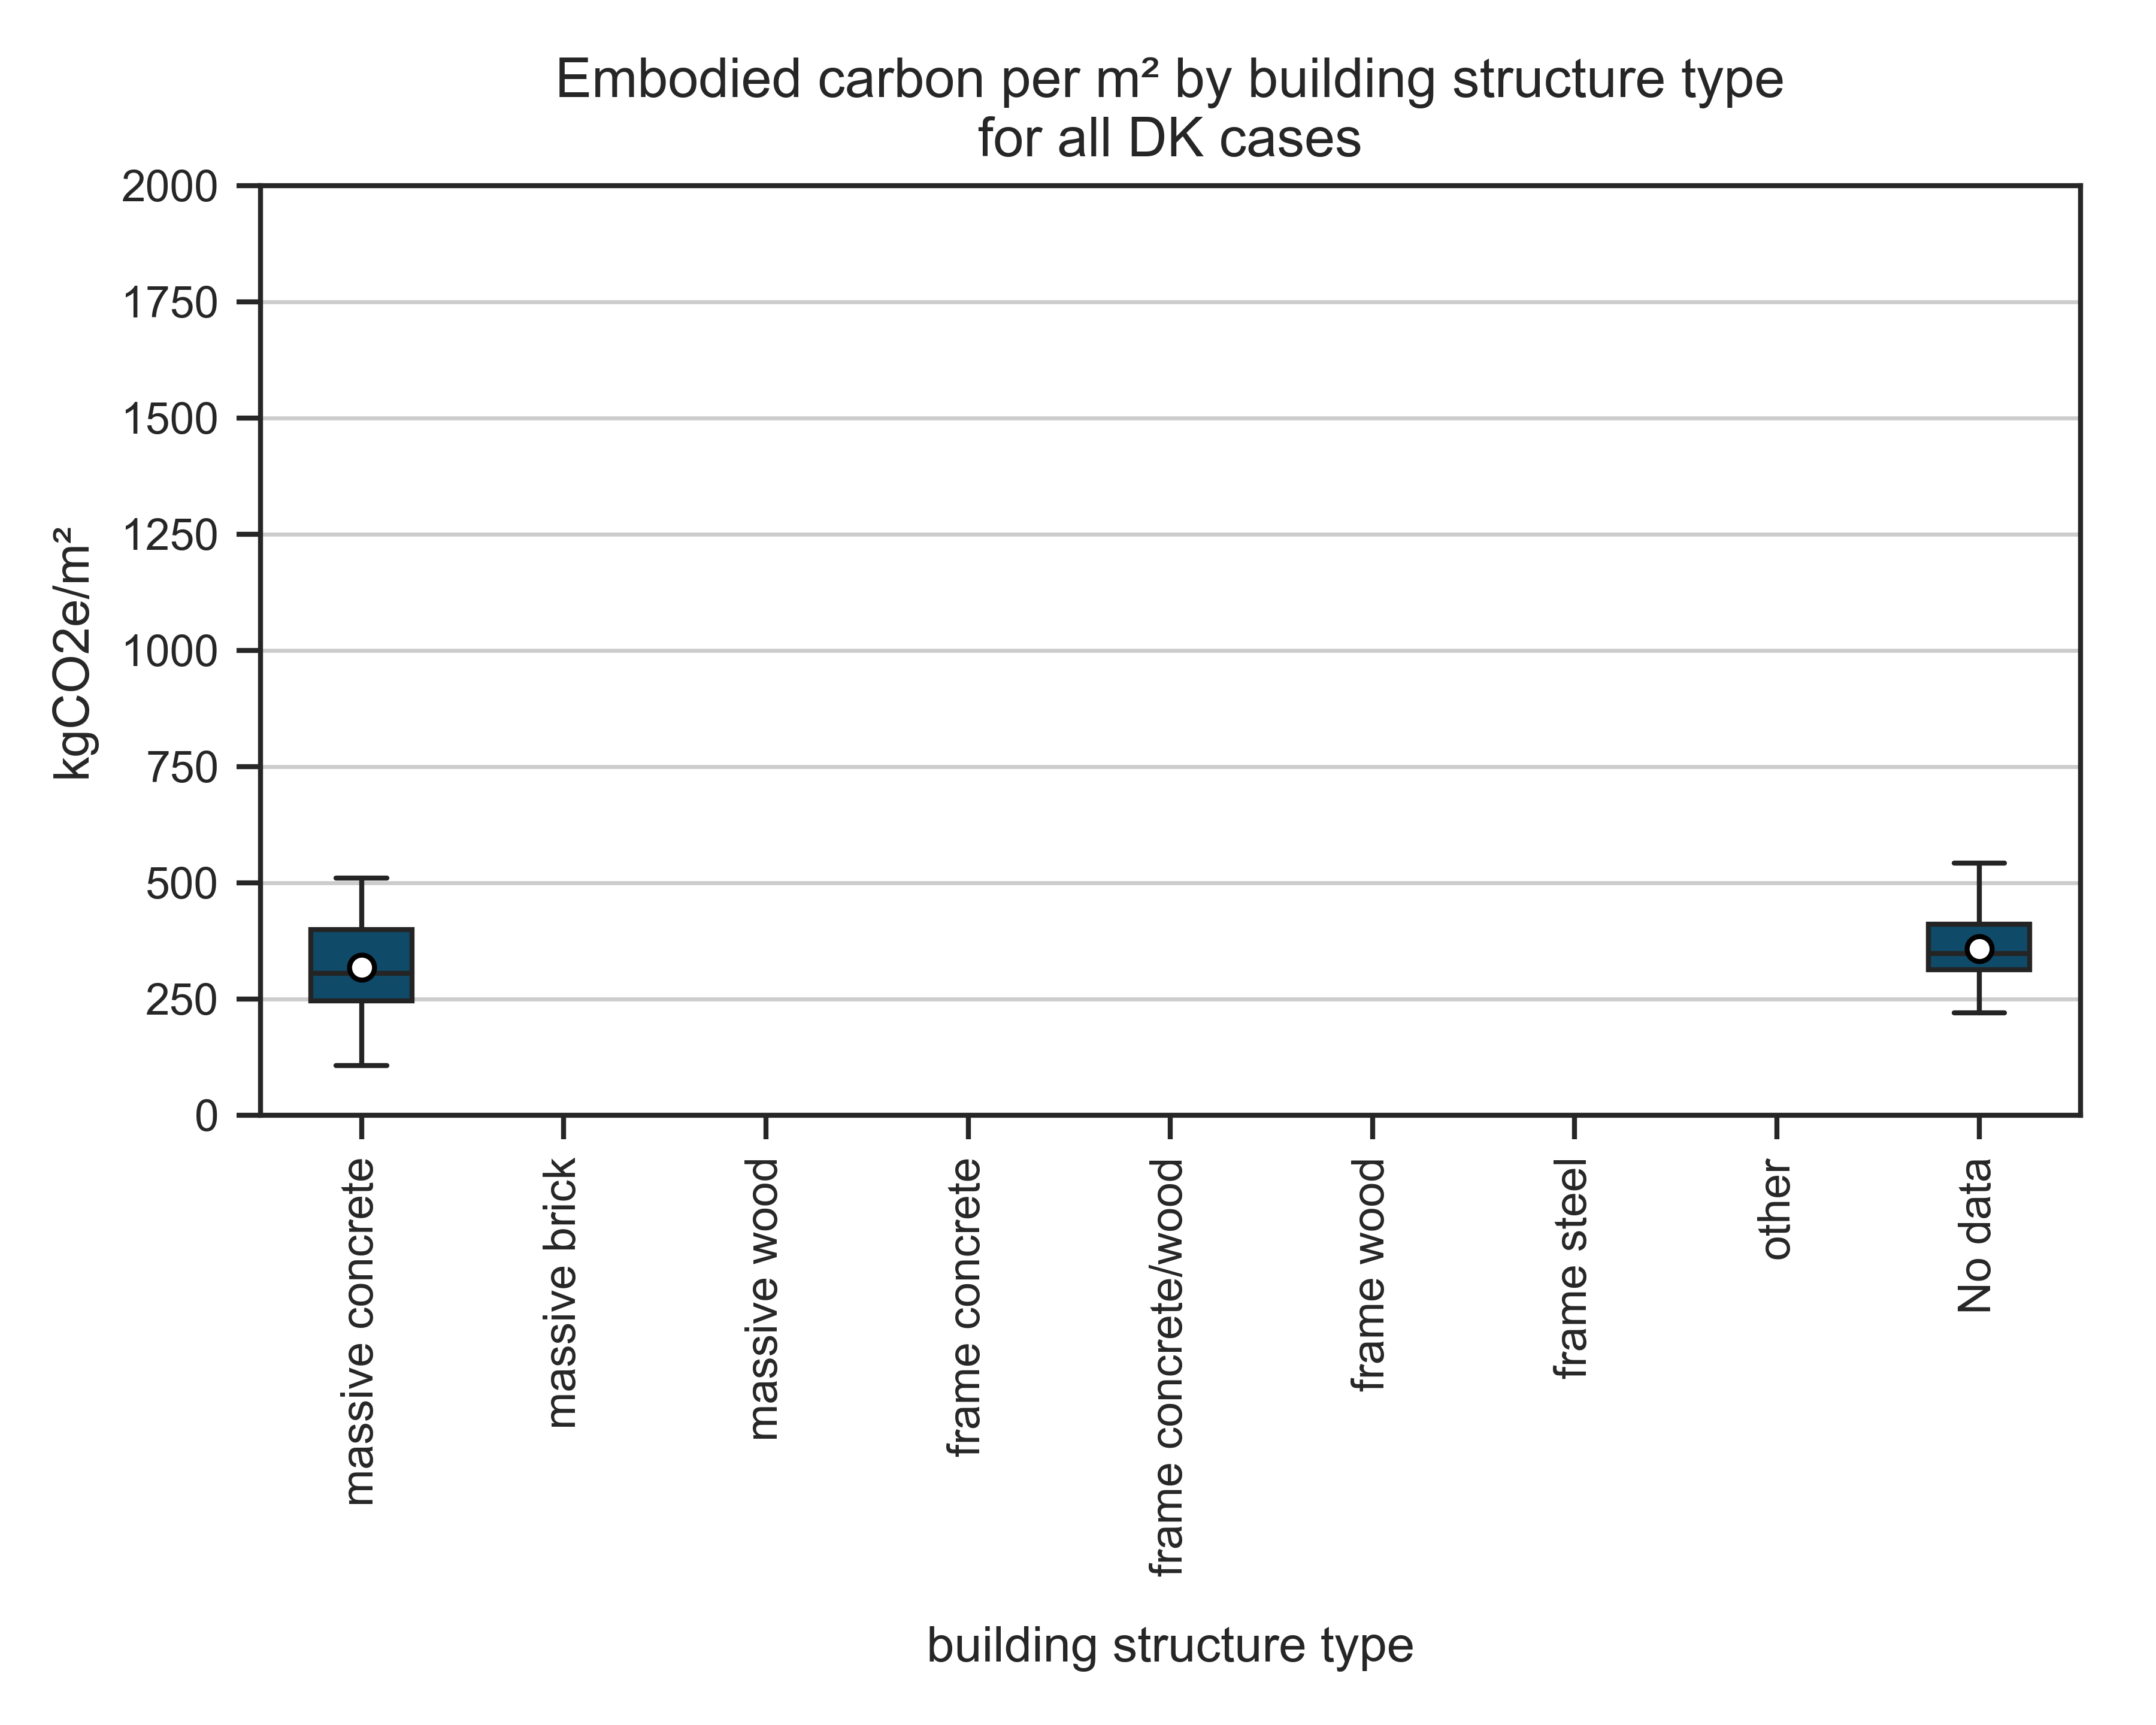 Embodied carbon per m² by building structure type
for all DK cases
2000
1750
1500
1250
1000
750
500
250
0
kgCO2e/m²
massive concrete
massive brick
massive wood
frame concrete
frame concrete/wood
frame wood
frame steel
other
No data
building structure type